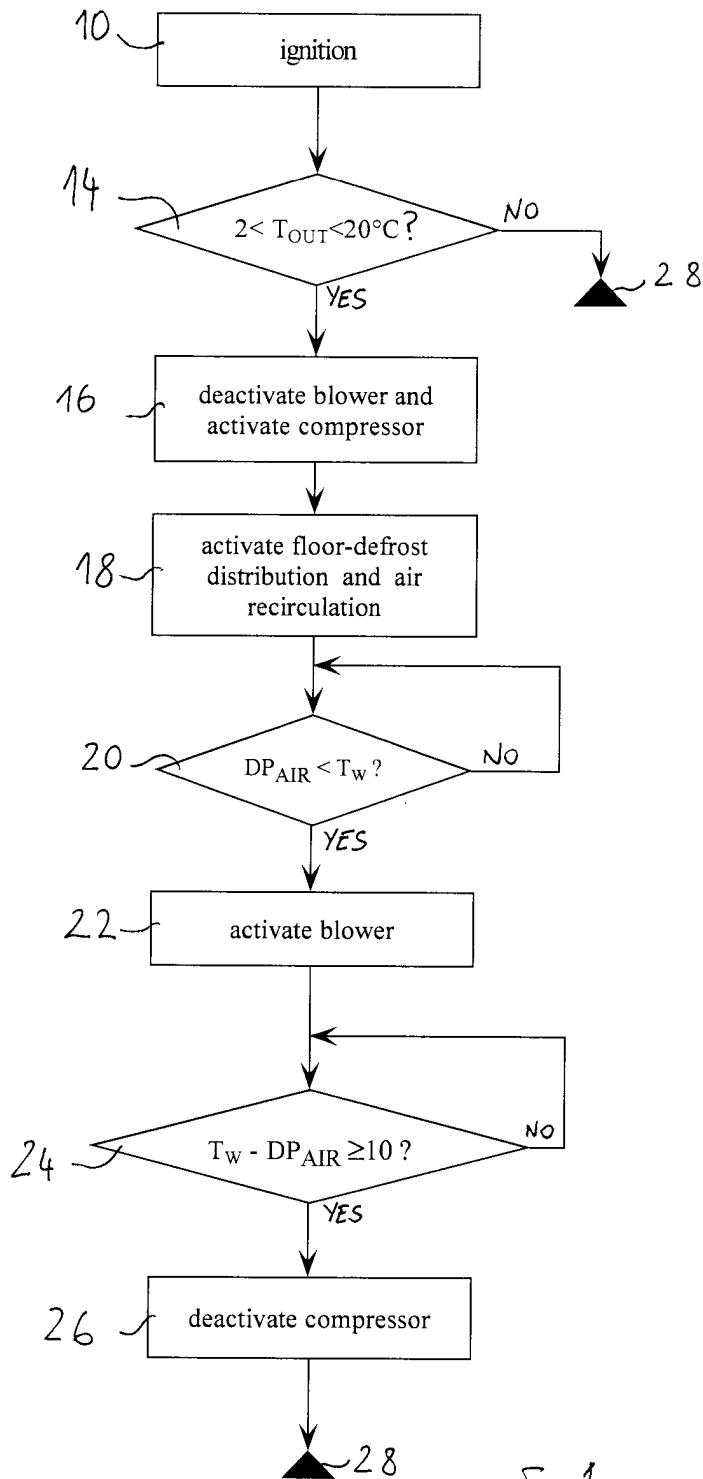 10
ignition
14
2< T_OUT<20°C?
NO
28
YES
16
deactivate blower and
activate compressor
18
activate floor-defrost
distribution and air
recirculation
20
DP_AIR < T_W ?
NO
YES
22
activate blower
24
T_W - DP_AIR ≥10 ?
NO
YES
26
deactivate compressor
28